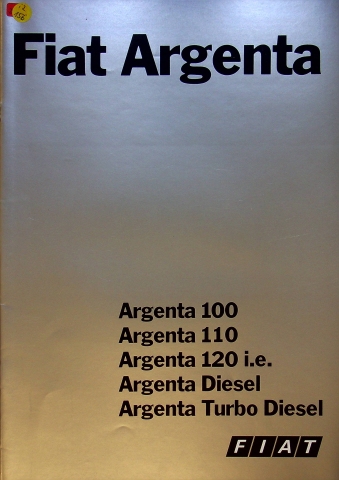 Fiat Argenta
Argenta 100
Argenta 110
Argenta 120 i.e.
Argenta Diesel
Argenta Turbo Diesel
FIAT